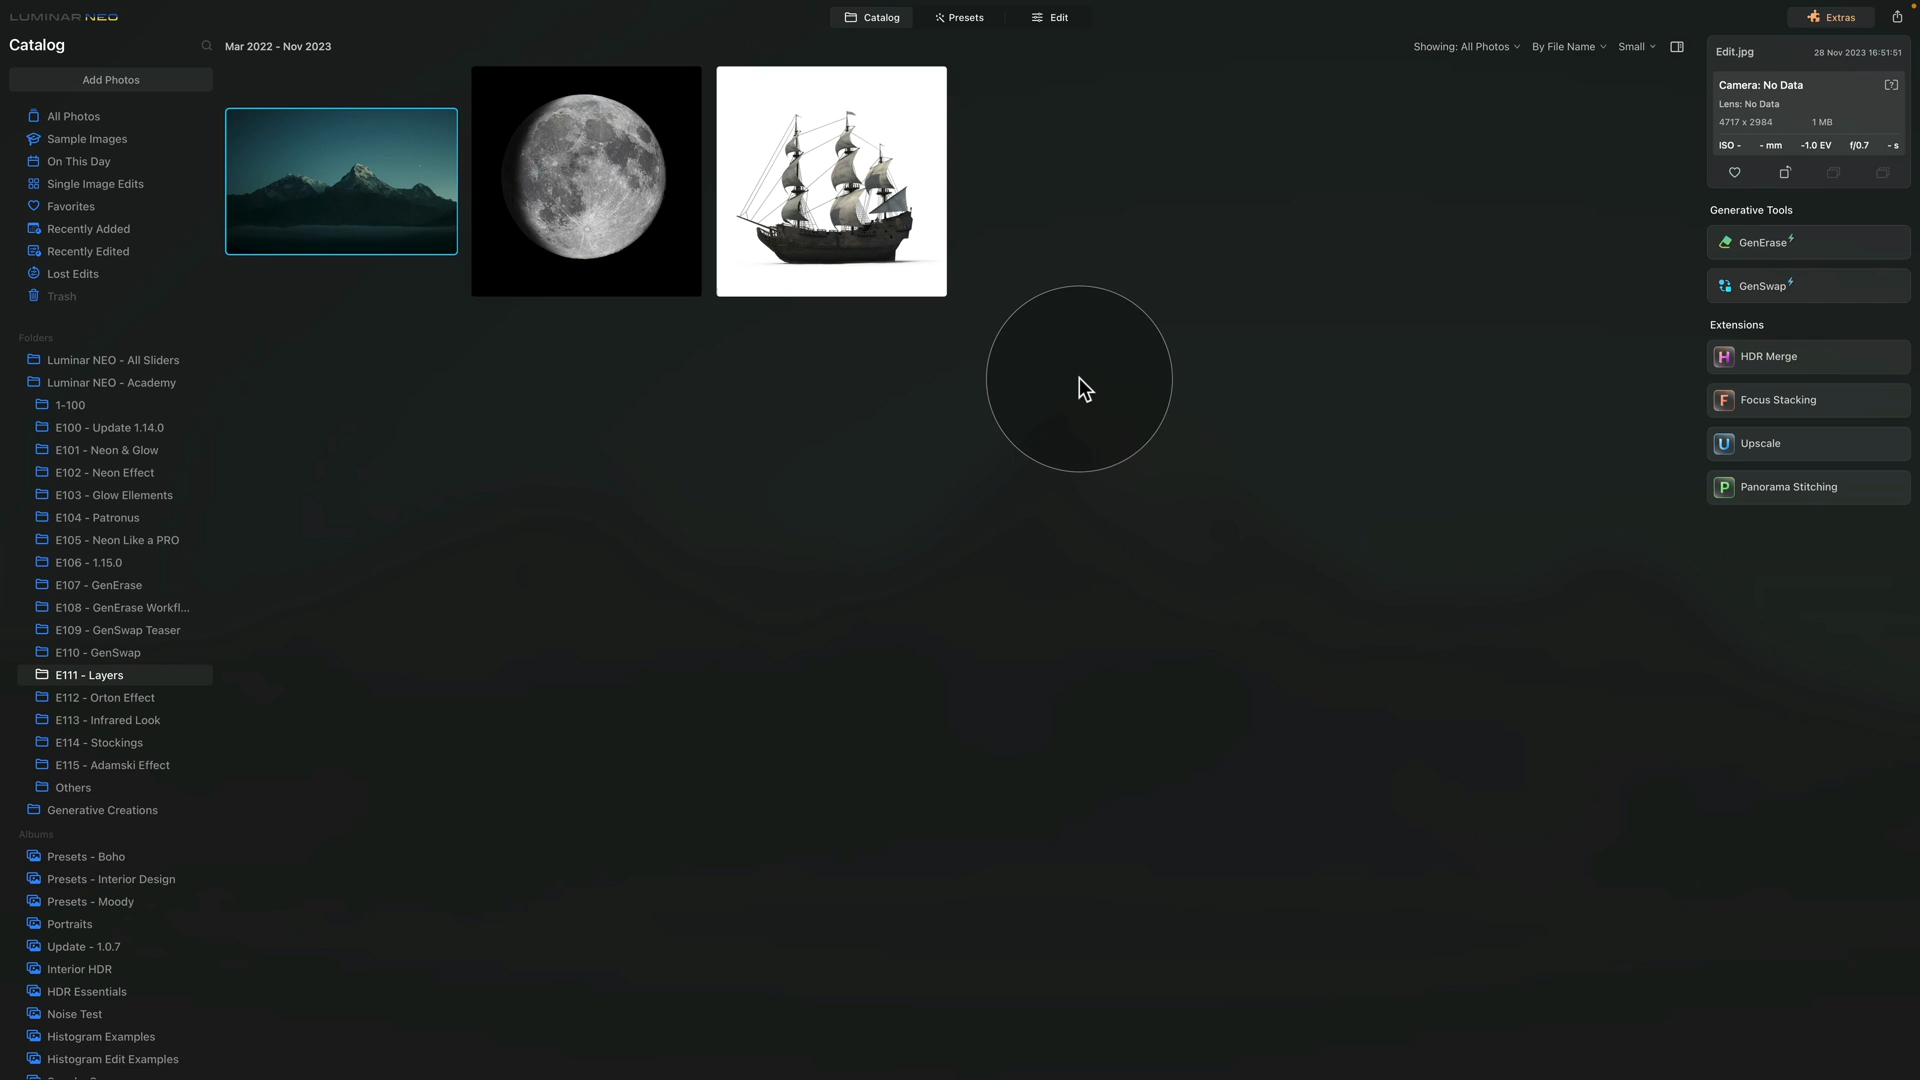 LUMINAR NEO
Catalog
Presets
Edit
Extras
Catalog
Mar 2022 - Nov 2023
Showing: All Photos
By File Name
Small
Add Photos
All Photos
Sample Images
On This Day
Single Image Edits
Favorites
Recently Added
Recently Edited
Lost Edits
Trash
Folders
Luminar NEO - All Sliders
Luminar NEO - Academy
1-100
E100 - Update 1.14.0
E101 - Neon & Glow
E102 - Neon Effect
E103 - Glow Ellements
E104 - Patronus
E105 - Neon Like a PRO
E106 - 1.15.0
E107 - GenErase
E108 - GenErase Workfl...
E109 - GenSwap Teaser
E110 - GenSwap
E111 - Layers
E112 - Orton Effect
E113 - Infrared Look
E114 - Stockings
E115 - Adamski Effect
Others
Generative Creations
Albums
Presets - Boho
Presets - Interior Design
Presets - Moody
Portraits
Update - 1.0.7
Interior HDR
HDR Essentials
Noise Test
Histogram Examples
Histogram Edit Examples
Edit.jpg
28 Nov 2023 16:51:51
Camera: No Data
Lens: No Data
4717 x 2984 1 MB
ISO - - mm -1.0 EV f/0.7 - s
Generative Tools
GenErase
GenSwap
Extensions
H HDR Merge
F Focus Stacking
U Upscale
P Panorama Stitching